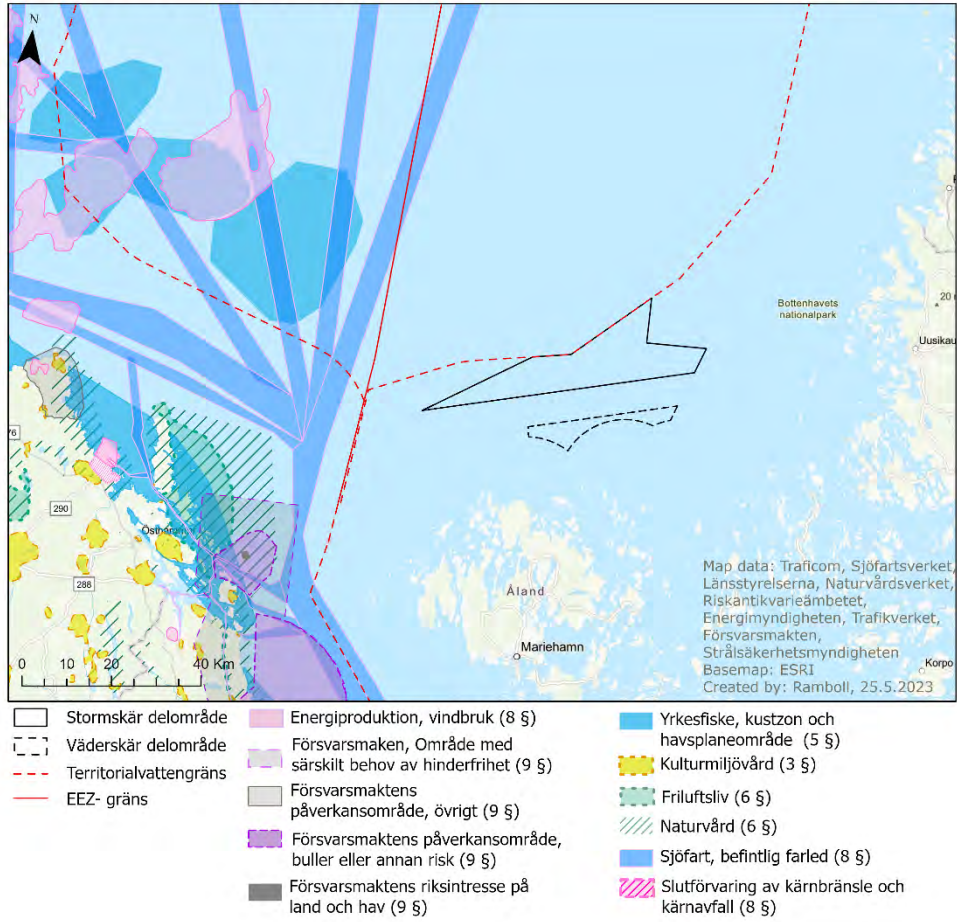 N
Bottenhavets
nationalpark
20
Uusikau
76
290
288
Åland
Mariehamn
Korpo
0 10 20 40 Km
Map data: Traficom, Sjöfartsverket,
Länsstyrelserna, Naturvårdsverket,
Riskantikvarieämbetet,
Energimyndigheten, Trafikverket,
Försvarsmakten,
Strålsäkerhetsmyndigheten
Basemap: ESRI
Created by: Ramboll, 25.5.2023
Stormskär delområde
Väderskär delområde
Territorialvattengräns
EEZ- gräns
Energiproduktion, vindbruk (8 §)
Försvarsmaken, Område med
särskilt behov av hinderfrihet (9 §)
Försvarsmaktens
påverkansområde, övrigt (9 §)
Försvarsmaktens påverkansområde,
buller eller annan risk (9 §)
Försvarsmaktens riksintresse på
land och hav (9 §)
Yrkesfiske, kustzon och
havsplaneområde (5 §)
Kulturmiljövård (3 §)
Friluftsliv (6 §)
Naturvård (6 §)
Sjöfart, befintlig farled (8 §)
Slutförvaring av kärnbränsle och
kärnavfall (8 §)